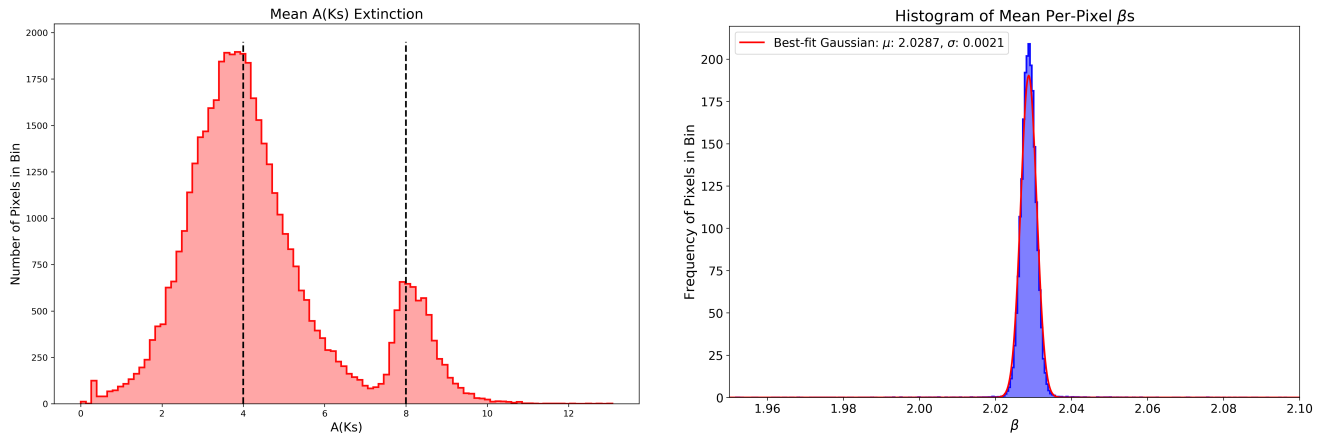 Mean A(Ks) Extinction
Number of Pixels in Bin
2000
1750
1500
1250
1000
750
500
250
0
0 2 4 6 8 10 12
A(Ks)
Histogram of Mean Per-Pixel βs
Best-fit Gaussian: μ: 2.0287, σ: 0.0021
Frequency of Pixels in Bin
200
175
150
125
100
75
50
25
0
1.96 1.98 2.00 2.02 2.04 2.06 2.08 2.10
β